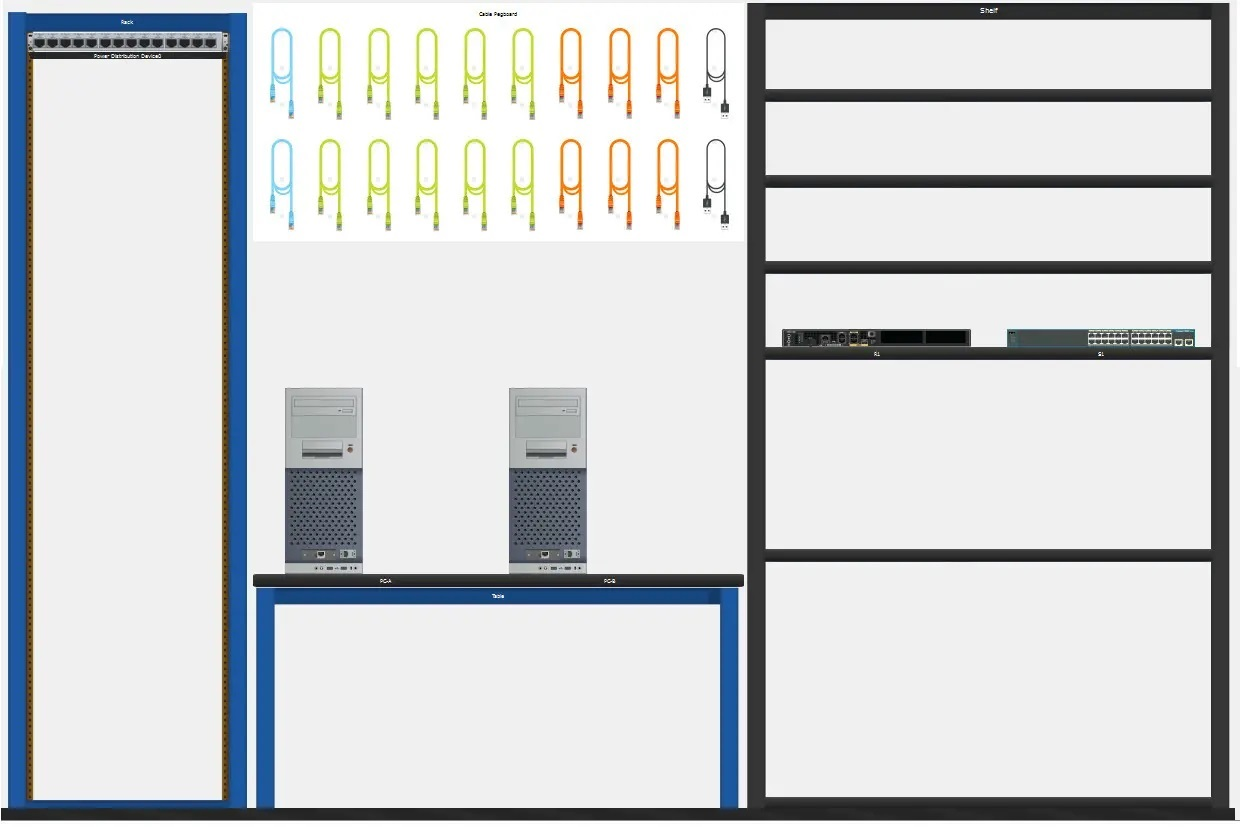 Rack
Power Distribution Device0
Cable Pegboard
Shelf
R1
S1
PC-A
PC-B
Table